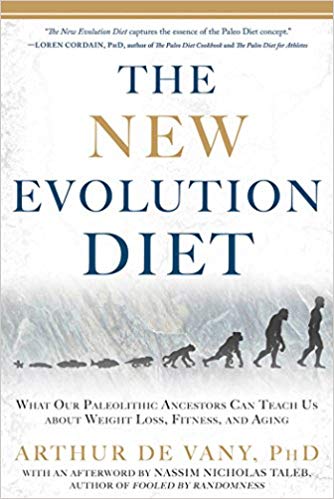 "The New Evolution Diet captures the essence of the Paleo Diet concept."
—LOREN CORDAIN, PHD, author of The Paleo Diet Cookbook and The Paleo Diet for Athletes
THE
NEW
EVOLUTION
DIET
WHAT OUR PALEOLITHIC ANCESTORS CAN TEACH US
ABOUT WEIGHT LOSS, FITNESS, AND AGING
ARTHUR DE VANY, PHD
WITH AN AFTERWORD BY NASSIM NICHOLAS TALEB,
AUTHOR OF FOOLED BY RANDOMNESS